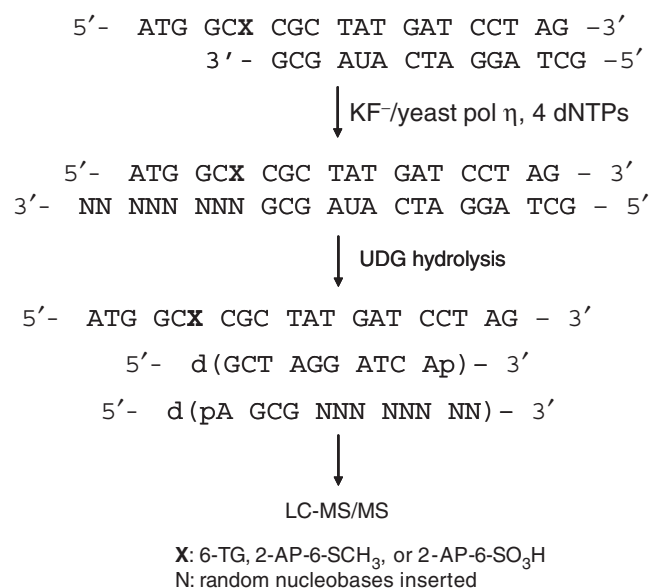 5′- ATG GCX CGC TAT GAT CCT AG –3′
3′- GCG AUA CTA GGA TCG –5′
KF⁻/yeast pol η, 4 dNTPs
5′- ATG GCX CGC TAT GAT CCT AG – 3′
3′- NN NNN NNN GCG AUA CTA GGA TCG – 5′
UDG hydrolysis
5′- ATG GCX CGC TAT GAT CCT AG – 3′
5′- d(GCT AGG ATC Ap)– 3′
5′- d(pA GCG NNN NNN NN)– 3′
LC-MS/MS
X: 6-TG, 2-AP-6-SCH₃, or 2-AP-6-SO₃H
N: random nucleobases inserted